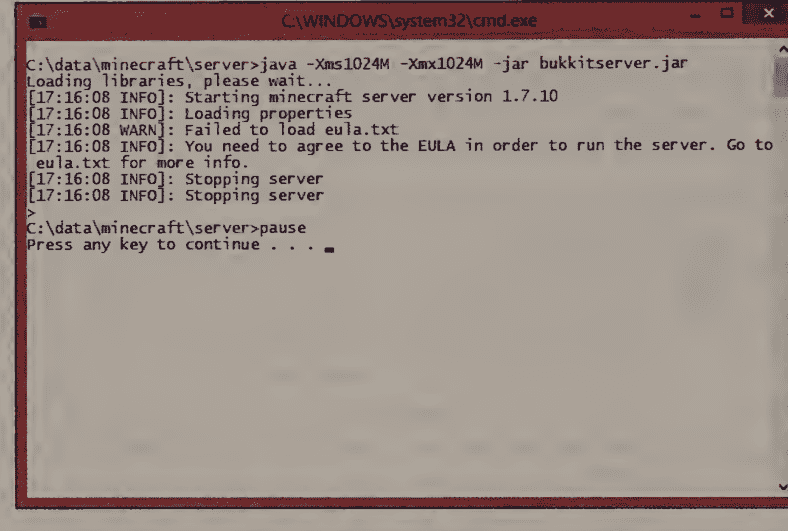 C:\WINDOWS\system32\cmd.exe
C:\data\minecraft\server>java -Xms1024M -Xmx1024M -jar bukkitserver.jar
Loading libraries, please wait...
[17:16:08 INFO]: Starting minecraft server version 1.7.10
[17:16:08 INFO]: Loading properties
[17:16:08 WARN]: Failed to load eula.txt
[17:16:08 INFO]: You need to agree to the EULA in order to run the server. Go to
eula.txt for more info.
[17:16:08 INFO]: Stopping server
[17:16:08 INFO]: Stopping server
>
C:\data\minecraft\server>pause
Press any key to continue . . .